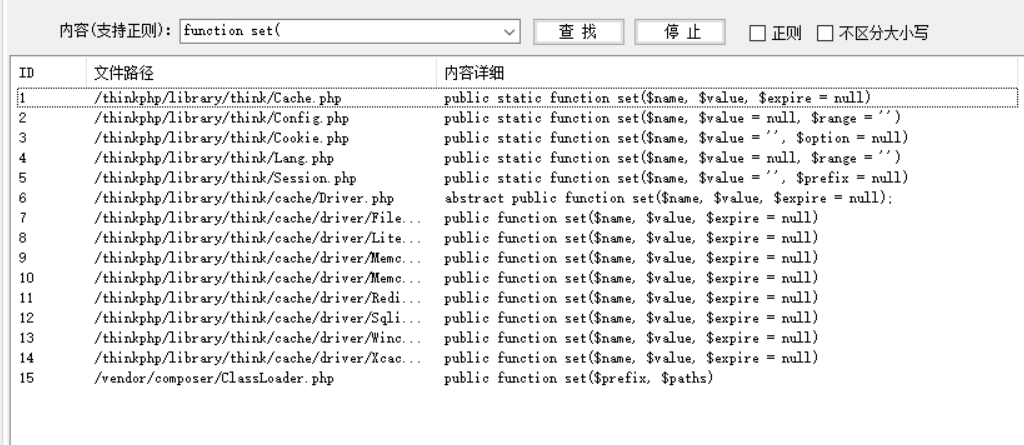 内容(支持正则): function set( 查 找 停 止 正则 不区分大小写
ID 文件路径 内容详细
1 /thinkphp/library/think/Cache.php public static function set($name, $value, $expire = null)
2 /thinkphp/library/think/Config.php public static function set($name, $value = null, $range = '')
3 /thinkphp/library/think/Cookie.php public static function set($name, $value = '', $option = null)
4 /thinkphp/library/think/Lang.php public static function set($name, $value = null, $range = '')
5 /thinkphp/library/think/Session.php public static function set($name, $value = '', $prefix = null)
6 /thinkphp/library/think/cache/Driver.php abstract public function set($name, $value, $expire = null);
7 /thinkphp/library/think/cache/driver/File... public function set($name, $value, $expire = null)
8 /thinkphp/library/think/cache/driver/Lite... public function set($name, $value, $expire = null)
9 /thinkphp/library/think/cache/driver/Memc... public function set($name, $value, $expire = null)
10 /thinkphp/library/think/cache/driver/Memc... public function set($name, $value, $expire = null)
11 /thinkphp/library/think/cache/driver/Redi... public function set($name, $value, $expire = null)
12 /thinkphp/library/think/cache/driver/Sqli... public function set($name, $value, $expire = null)
13 /thinkphp/library/think/cache/driver/Winc... public function set($name, $value, $expire = null)
14 /thinkphp/library/think/cache/driver/Xcac... public function set($name, $value, $expire = null)
15 /vendor/composer/ClassLoader.php public function set($prefix, $paths)